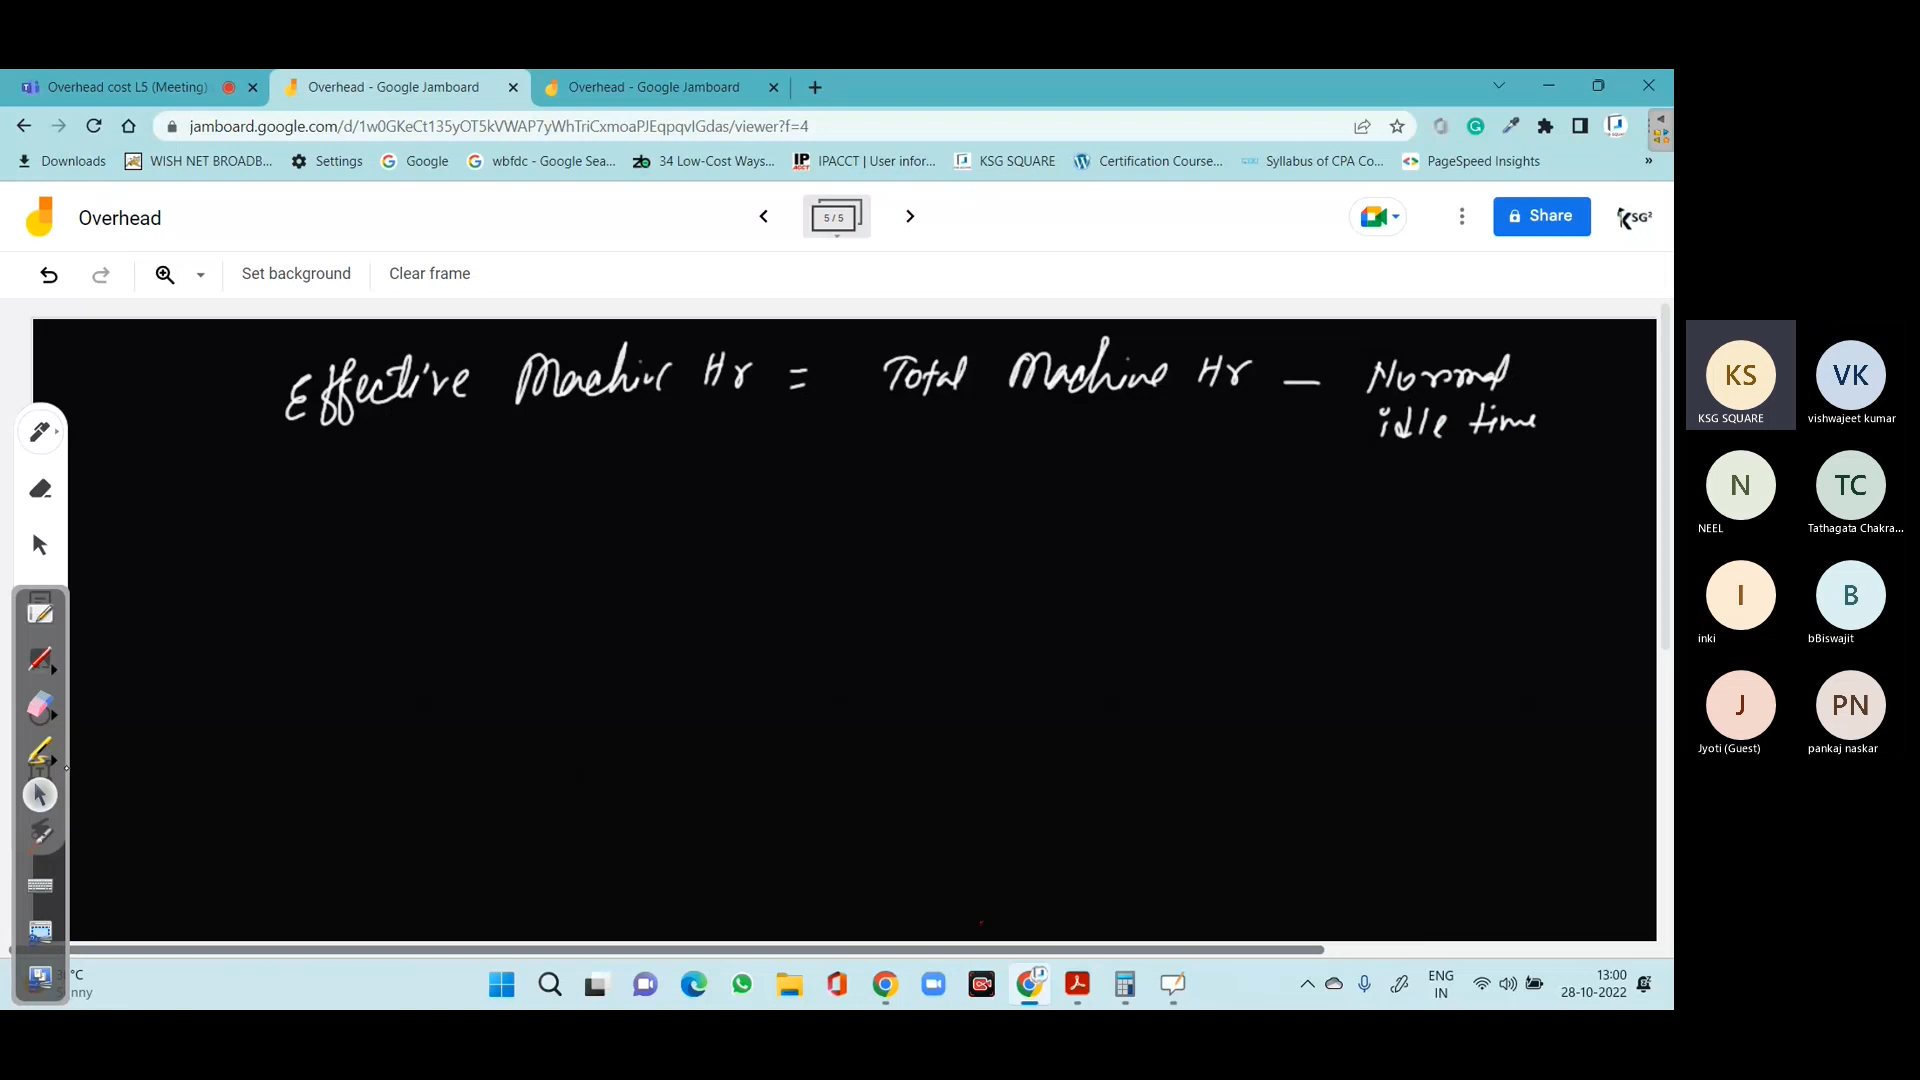 Overhead cost L5 (Meeting)
Overhead - Google Jamboard
Overhead - Google Jamboard
jamboard.google.com/d/1w0GKeCt135yOT5kVWAP7yWhTriCxmoaPJEqpqvIGdas/viewer?f=4
Downloads
WISH NET BROADB...
Settings
Google
wbfdc - Google Sea...
34 Low-Cost Ways...
IPACCT | User infor...
KSG SQUARE
Certification Course...
Syllabus of CPA Co...
PageSpeed Insights
»
Overhead
5 / 5
Share
KSG²
Set background
Clear frame
Effective Machine Hr = Total Machine Hr — Normal
idle time
KS
KSG SQUARE
VK
vishwajeet kumar
N
NEEL
TC
Tathagata Chakra...
I
inki
B
bBiswajit
J
Jyoti (Guest)
PN
pankaj naskar
ENG
IN
13:00
28-10-2022